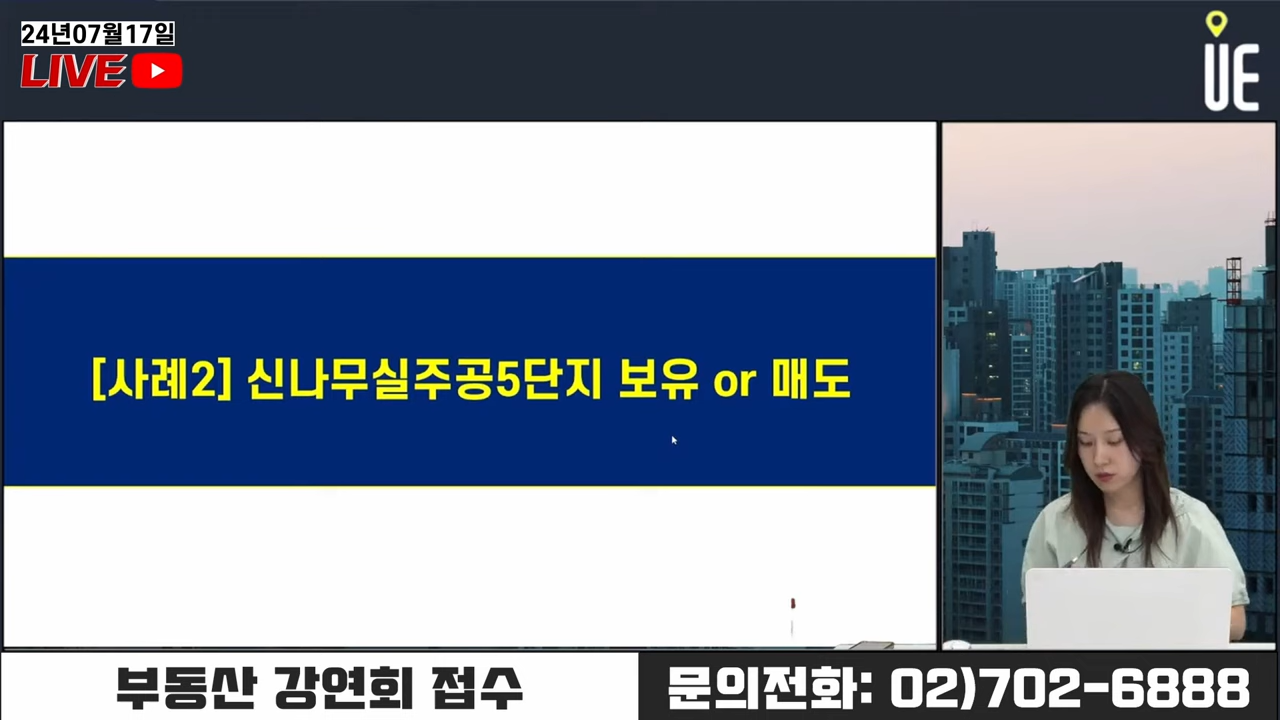 24년07월17일
LIVE
UE
[사례2] 신나무실주공5단지 보유 or 매도
부동산 강연회 접수
문의전화: 02)702-6888